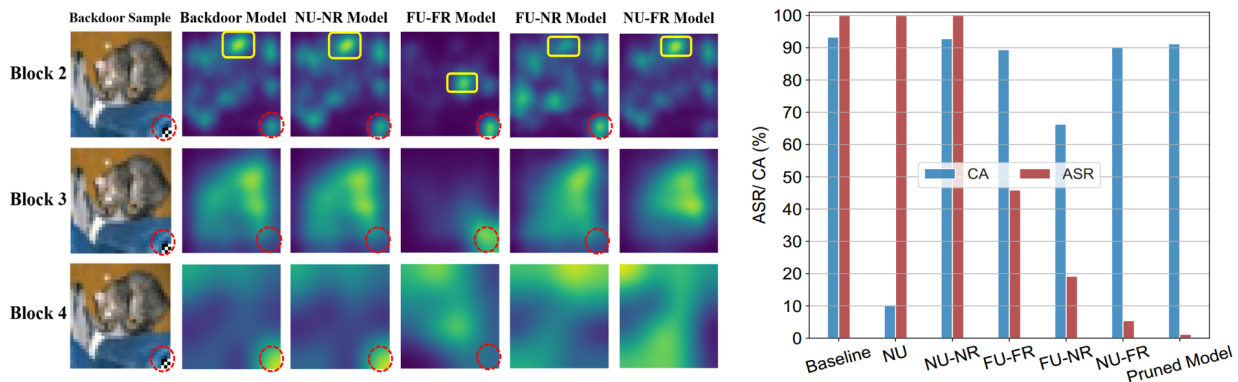 Backdoor Sample Backdoor Model NU-NR Model FU-FR Model FU-NR Model NU-FR Model
Block 2
Block 3
Block 4
ASR/ CA (%)
100
90
80
70
60
50
40
30
20
10
0
CA ASR
Baseline NU NU-NR FU-FR FU-NR NU-FR Pruned Model